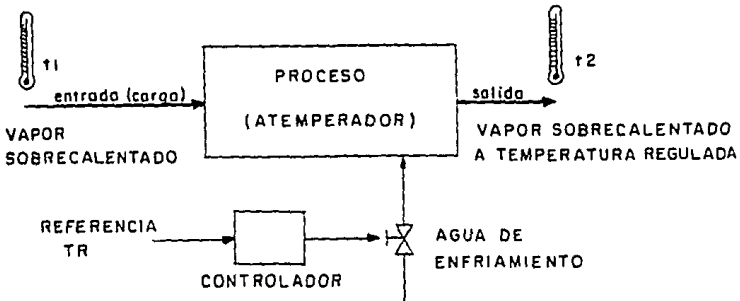 t1
t2
PROCESO
(ATEMPERADOR)
entrada (carga)
salida
VAPOR
SOBRECALENTADO
VAPOR SOBRECALENTADO
A TEMPERATURA REGULADA
REFERENCIA
TR
CONTROLADOR
AGUA DE
ENFRIAMIENTO